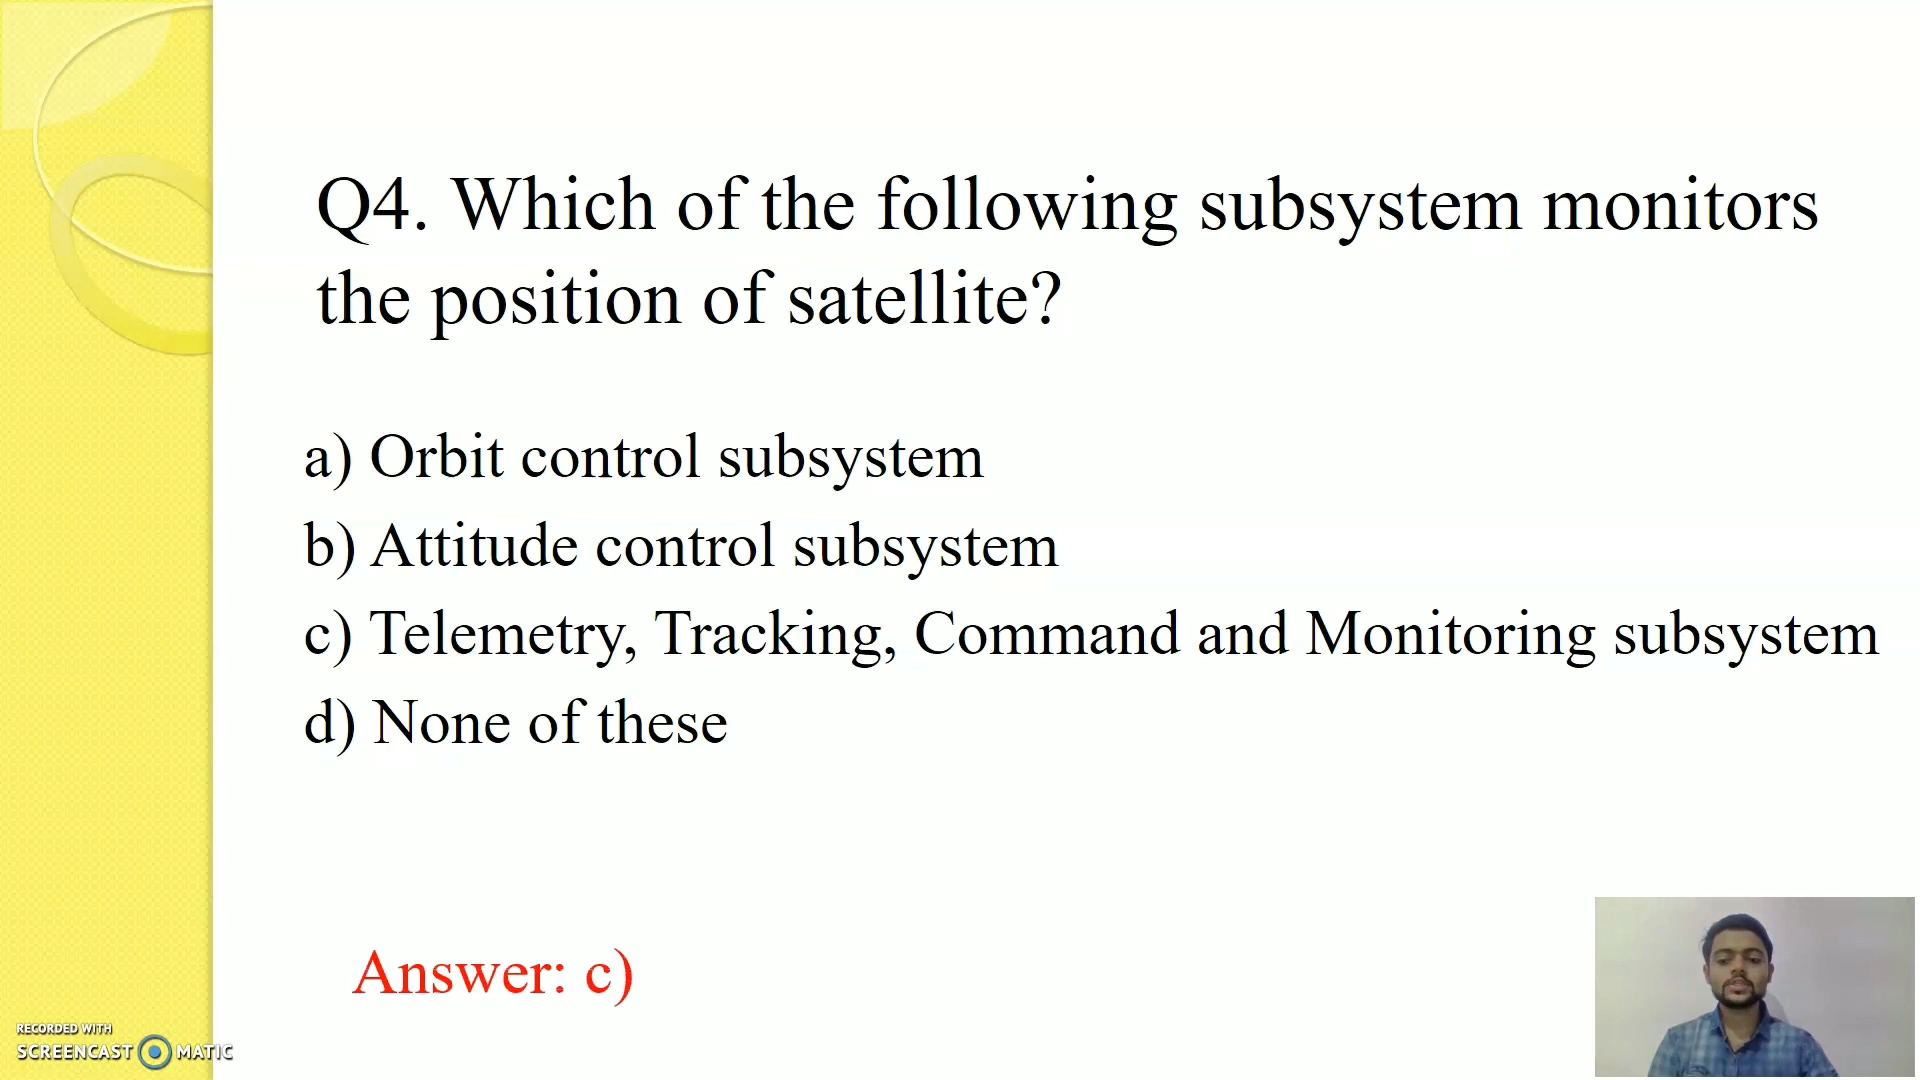 Q4. Which of the following subsystem monitors
the position of satellite?
a) Orbit control subsystem
b) Attitude control subsystem
c) Telemetry, Tracking, Command and Monitoring subsystem
d) None of these
Answer: c)
RECORDED WITH
SCREENCAST MATIC